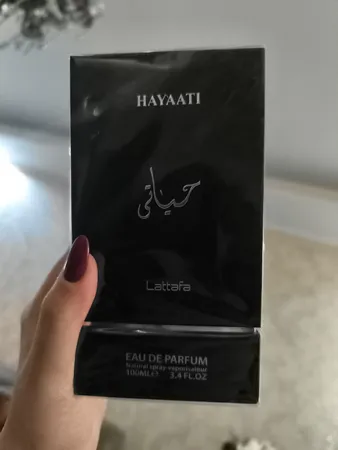 HAYAATI
حياتي
Lattafa
EAU DE PARFUM
Natural spray-vaporisateur
100ML℮ 3,4 FL.OZ